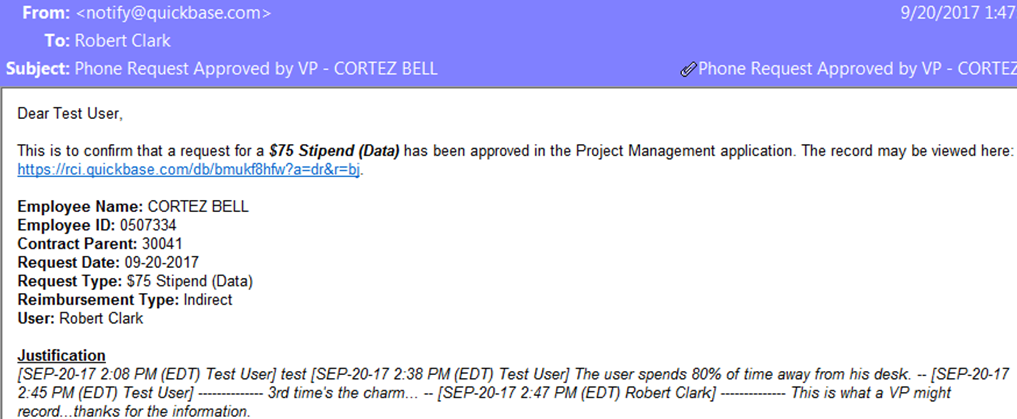 From: <notify@quickbase.com> 9/20/2017 1:47
To: Robert Clark
Subject: Phone Request Approved by VP - CORTEZ BELL Phone Request Approved by VP - CORTEZ
Dear Test User,
This is to confirm that a request for a $75 Stipend (Data) has been approved in the Project Management application. The record may be viewed here:
https://rci.quickbase.com/db/bmukf8hfw?a=dr&r=bj.
Employee Name: CORTEZ BELL
Employee ID: 0507334
Contract Parent: 30041
Request Date: 09-20-2017
Request Type: $75 Stipend (Data)
Reimbursement Type: Indirect
User: Robert Clark
Justification
[SEP-20-17 2:08 PM (EDT) Test User] test [SEP-20-17 2:38 PM (EDT) Test User] The user spends 80% of time away from his desk. -- [SEP-20-17
2:45 PM (EDT) Test User] -------------- 3rd time's the charm... -- [SEP-20-17 2:47 PM (EDT) Robert Clark] -------------- This is what a VP might
record...thanks for the information.